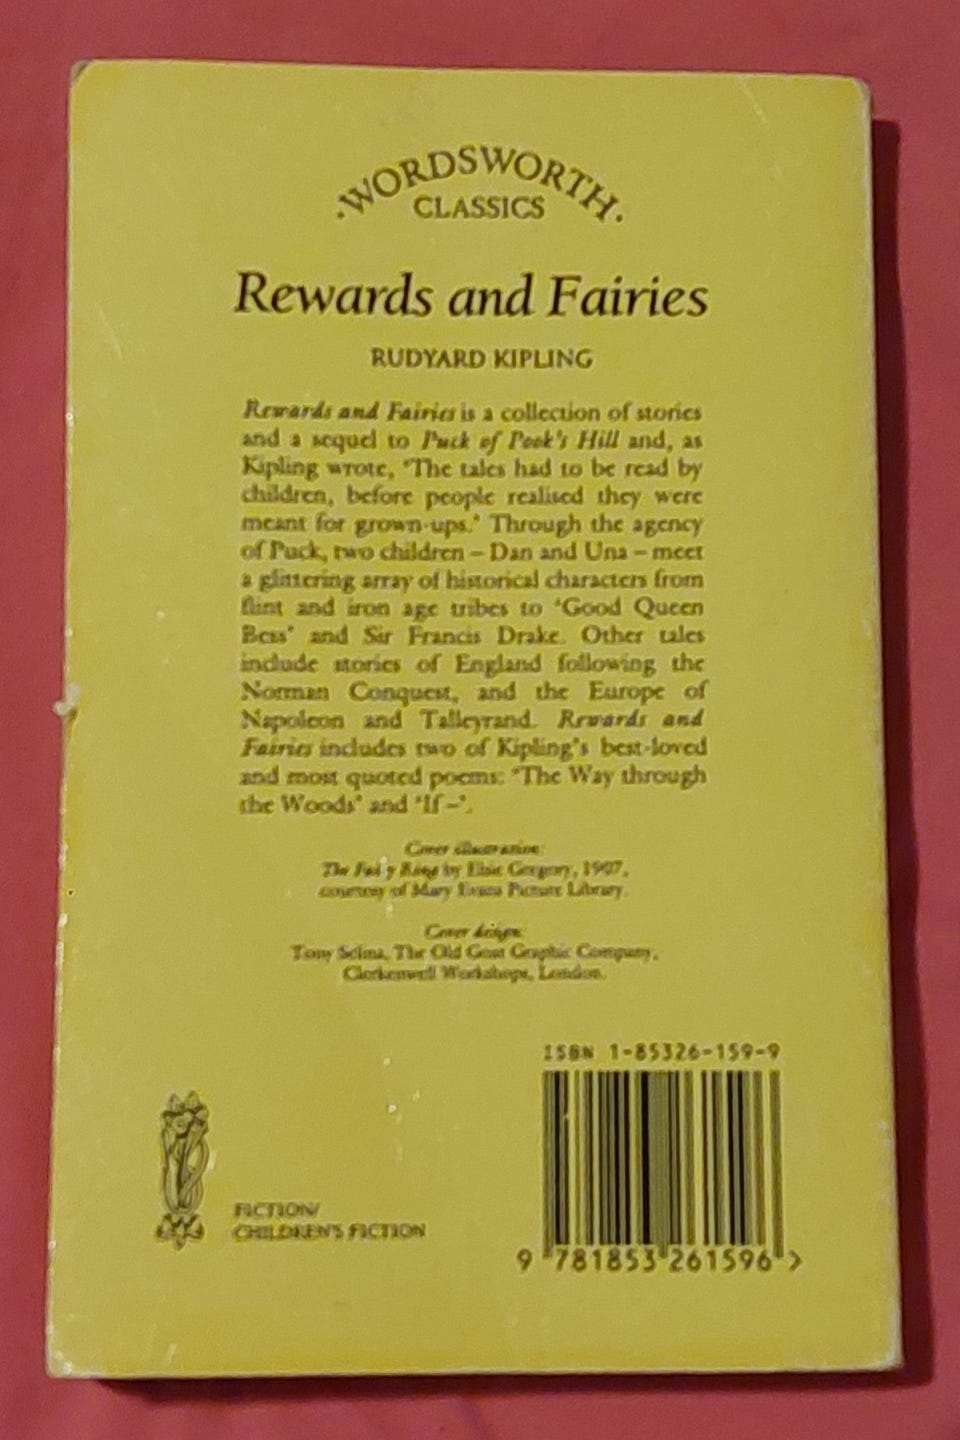 ·WORDSWORTH·
CLASSICS
Rewards and Fairies
RUDYARD KIPLING
Rewards and Fairies is a collection of stories
and a sequel to Puck of Pook's Hill and, as
Kipling wrote, 'The tales had to be read by
children, before people realised they were
meant for grown-ups.' Through the agency
of Puck, two children – Dan and Una – meet
a glittering array of historical characters from
flint and iron age tribes to 'Good Queen
Bess' and Sir Francis Drake. Other tales
include stories of England following the
Norman Conquest, and the Europe of
Napoleon and Talleyrand. Rewards and
Fairies includes two of Kipling's best-loved
and most quoted poems: 'The Way through
the Woods' and 'If –'.
Cover illustration:
The Fairy Ring by Elsie Gregory, 1907,
courtesy of Mary Evans Picture Library.
Cover design:
Tony Selina, The Old Goat Graphic Company,
Clerkenwell Workshops, London.
ISBN 1-85326-159-9
FICTION/
CHILDREN'S FICTION
9 781853 261596 >